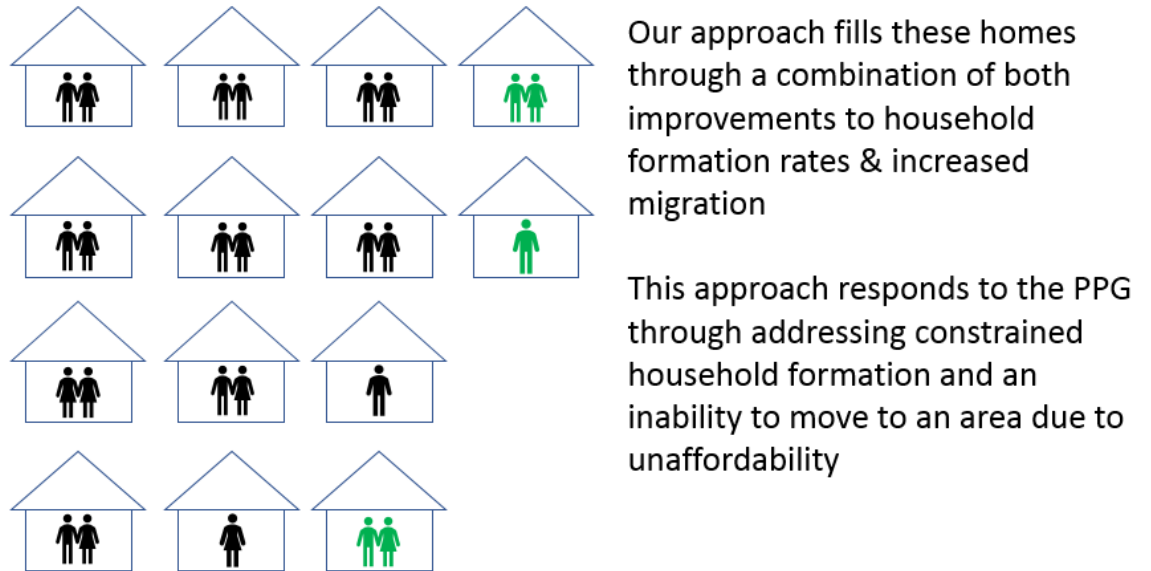 Our approach fills these homes
through a combination of both
improvements to household
formation rates & increased
migration
This approach responds to the PPG
through addressing constrained
household formation and an
inability to move to an area due to
unaffordability